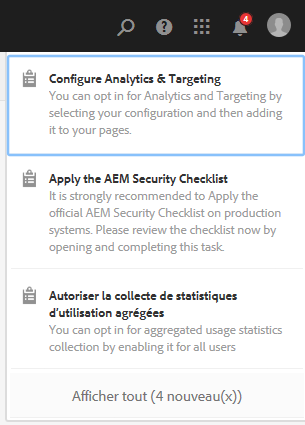 4
Configure Analytics & Targeting
You can opt in for Analytics and Targeting by
selecting your configuration and then adding
it to your pages.
Apply the AEM Security Checklist
It is strongly recommended to Apply the
official AEM Security Checklist on production
systems. Please review the checklist now by
opening and completing this task.
Autoriser la collecte de statistiques
d'utilisation agrégées
You can opt in for aggregated usage statistics
collection by enabling it for all users
Afficher tout (4 nouveau(x))